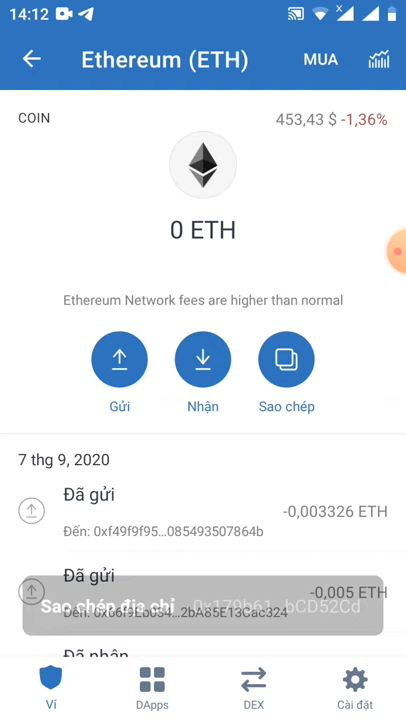 14:12
Ethereum (ETH)
MUA
COIN
453,43 $ -1,36%
0 ETH
Ethereum Network fees are higher than normal
Gửi
Nhận
Sao chép
7 thg 9, 2020
Đã gửi
-0,003326 ETH
Đến: 0xf49f9f95...085493507864b
Đã gửi
-0,005 ETH
Sao chép địa chỉ
Đến: 0x66f9Eb054...2bA85E13Cac324
Đã nhận
Ví
DApps
DEX
Cài đặt